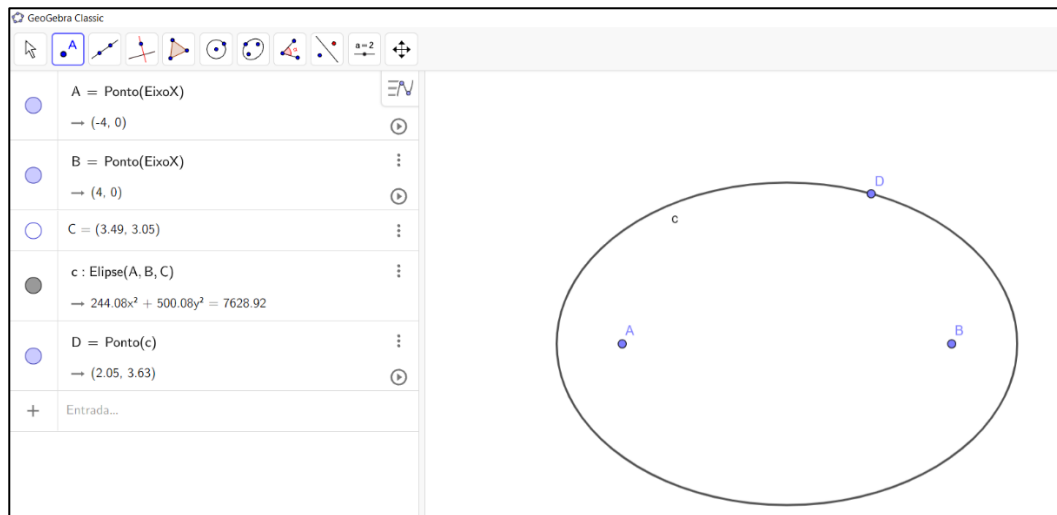 GeoGebra Classic
A
a = 2
A = Ponto(EixoX)
→ (-4, 0)
B = Ponto(EixoX)
→ (4, 0)
C = (3.49, 3.05)
c : Elipse(A, B, C)
→ 244.08x² + 500.08y² = 7628.92
D = Ponto(c)
→ (2.05, 3.63)
+ Entrada...
D
c
A
B